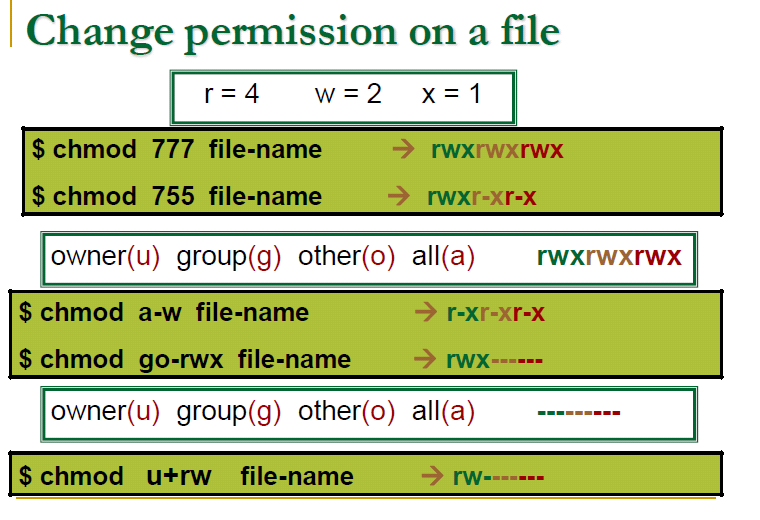 Change permission on a file
r = 4 w = 2 x = 1
$ chmod 777 file-name → rwxrwxrwx
$ chmod 755 file-name → rwxr-xr-x
owner(u) group(g) other(o) all(a) rwxrwxrwx
$ chmod a-w file-name → r-xr-xr-x
$ chmod go-rwx file-name → rwx------
owner(u) group(g) other(o) all(a) ---------
$ chmod u+rw file-name → rw-------